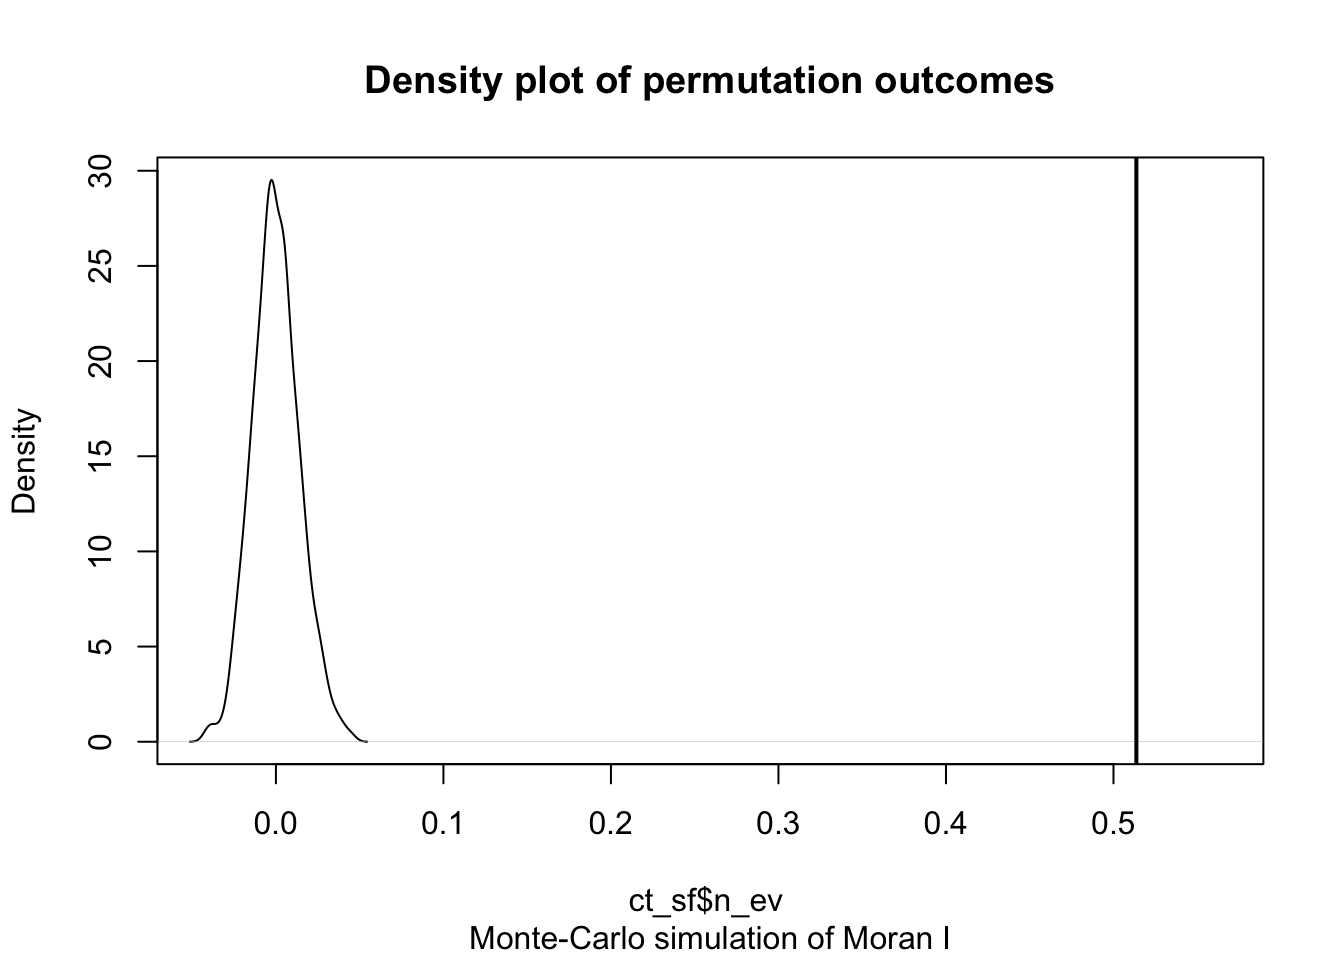 Density plot of permutation outcomes
Density
30
25
20
15
10
5
0
0.0 0.1 0.2 0.3 0.4 0.5
ct_sf$n_ev
Monte-Carlo simulation of Moran I